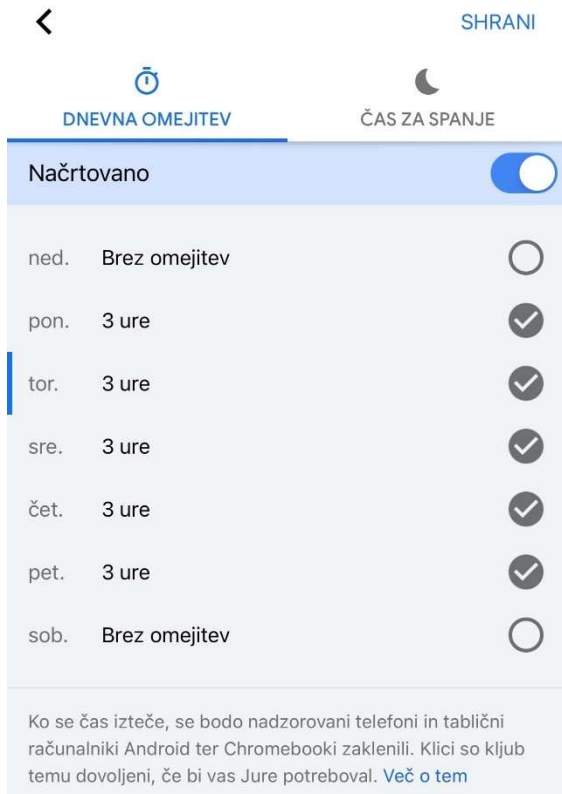 SHRANI
DNEVNA OMEJITEV
ČAS ZA SPANJE
Načrtovano
ned. Brez omejitev
pon. 3 ure
tor. 3 ure
sre. 3 ure
čet. 3 ure
pet. 3 ure
sob. Brez omejitev
Ko se čas izteče, se bodo nadzorovani telefoni in tablični
računalniki Android ter Chromebooki zaklenili. Klici so kljub
temu dovoljeni, če bi vas Jure potreboval. Več o tem